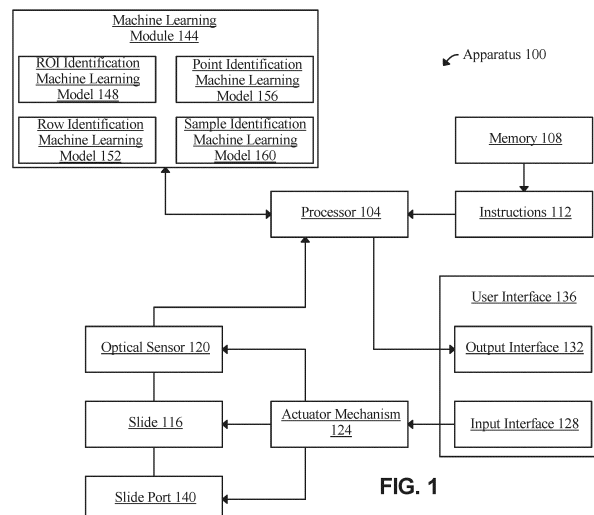 Machine Learning
Module 144
ROI Identification
Machine Learning
Model 148
Point Identification
Machine Learning
Model 156
Row Identification
Machine Learning
Model 152
Sample Identification
Machine Learning
Model 160
Apparatus 100
Memory 108
Processor 104
Instructions 112
User Interface 136
Optical Sensor 120
Output Interface 132
Slide 116
Actuator Mechanism
124
Input Interface 128
Slide Port 140
FIG. 1